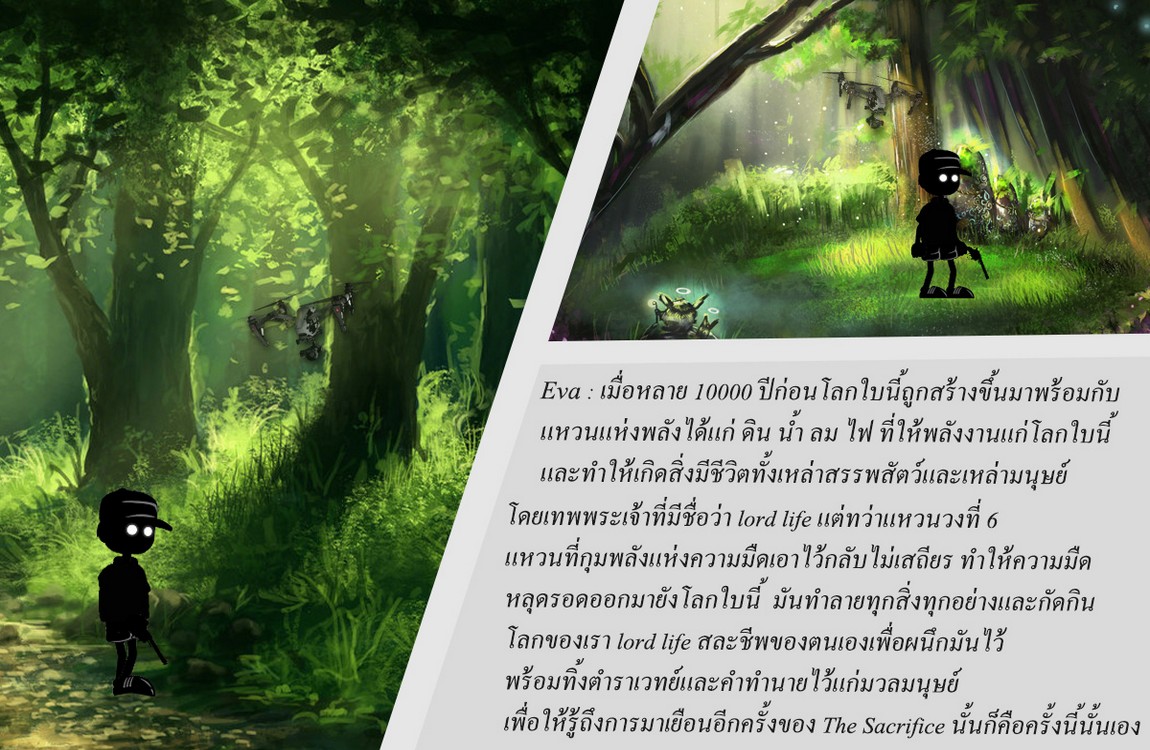 Eva : เมื่อหลาย 10000 ปีก่อนโลกใบนี้ถูกสร้างขึ้นมาพร้อมกับ
แหวนแห่งพลังได้แก่ ดิน น้ำ ลม ไฟ ที่ให้พลังงานแก่โลกใบนี้
และทำให้เกิดสิ่งมีชีวิตทั้งเหล่าสรรพสัตว์และเหล่ามนุษย์
โดยเทพพระเจ้าที่มีชื่อว่า lord life แต่ทว่าแหวนวงที่ 6
แหวนที่กุมพลังแห่งความมืดเอาไว้กลับไม่เสถียร ทำให้ความมืด
หลุดรอดออกมายังโลกใบนี้ มันทำลายทุกสิ่งทุกอย่างและกัดกิน
โลกของเรา lord life สละชีพของตนเองเพื่อผนึกมันไว้
พร้อมทิ้งตำราเวทย์และคำทำนายไว้แก่มวลมนุษย์
เพื่อให้รู้ถึงการมาเยือนอีกครั้งของ The Sacrifice นั้นก็คือครั้งนี้นั้นเอง